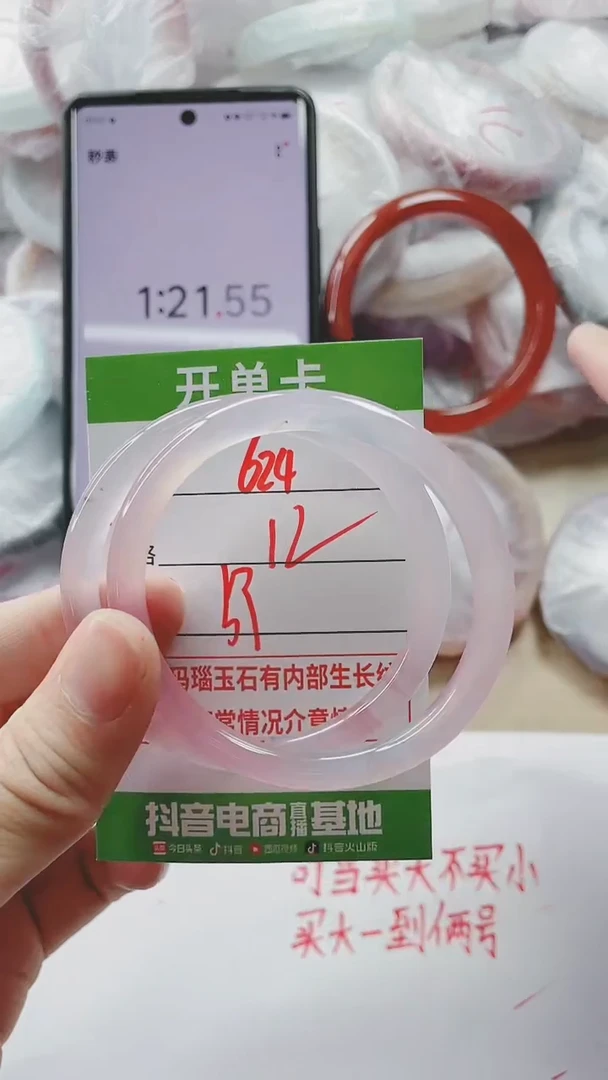 秒表
1:21.55
开单卡
624
格
12
57
玛瑙玉石有内部生长纹
常情况介意慎
抖音电商直播基地
今日头条 抖音 西瓜视频 抖音火山版
叮当买大不买小
买大一到俩号